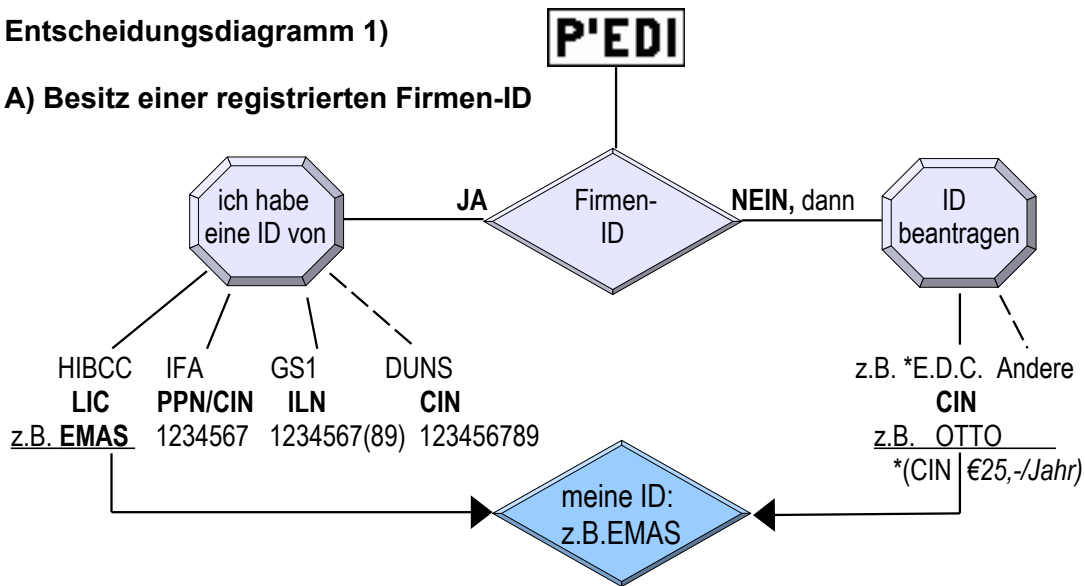 Entscheidungsdiagramm 1)
P'EDI
A) Besitz einer registrierten Firmen-ID
ich habe
eine ID von
JA
Firmen-
ID
NEIN, dann
ID
beantragen
HIBCC IFA GS1 DUNS
LIC PPN/CIN ILN CIN
z.B. EMAS 1234567 1234567(89) 123456789
z.B. *E.D.C. Andere
CIN
z.B. OTTO
*(CIN €25,-/Jahr)
meine ID:
z.B.EMAS